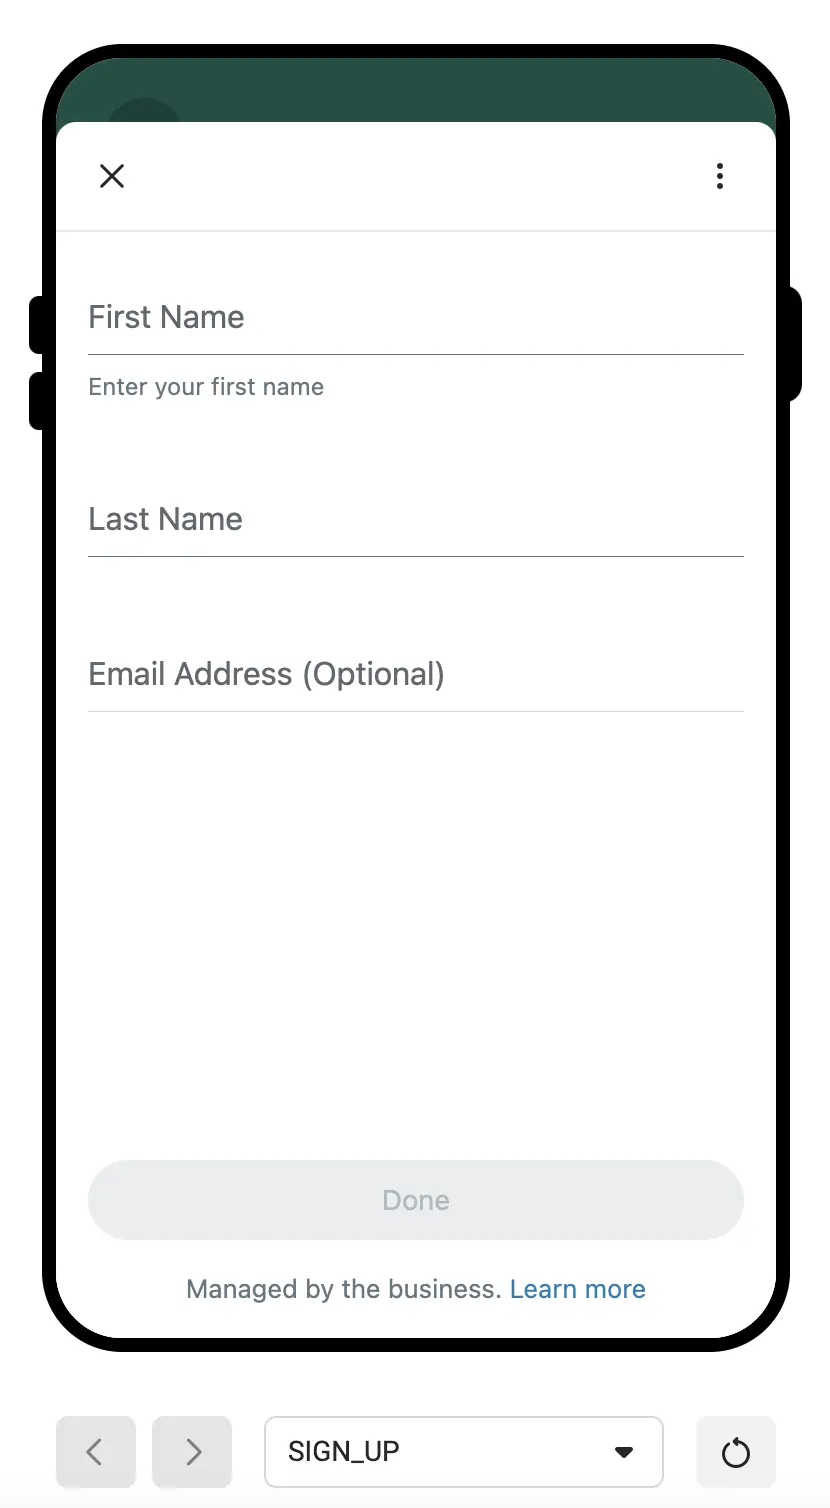 First Name
Enter your first name
Last Name
Email Address (Optional)
Done
Managed by the business. Learn more
SIGN_UP